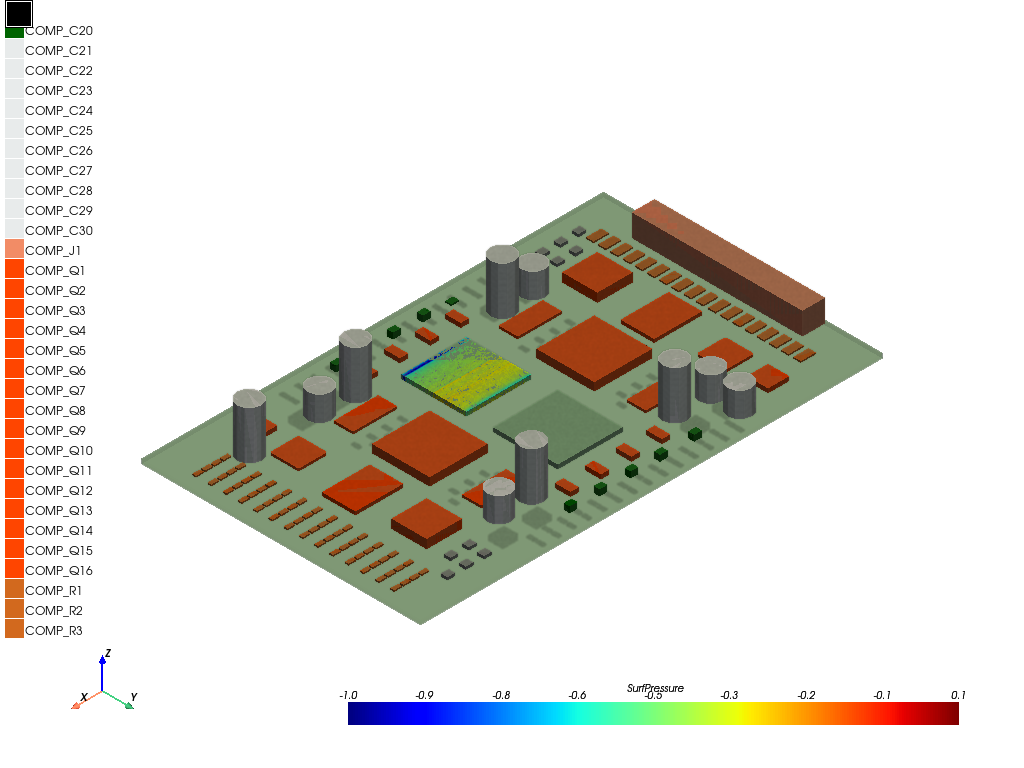 COMP_C20
COMP_C21
COMP_C22
COMP_C23
COMP_C24
COMP_C25
COMP_C26
COMP_C27
COMP_C28
COMP_C29
COMP_C30
COMP_J1
COMP_Q1
COMP_Q2
COMP_Q3
COMP_Q4
COMP_Q5
COMP_Q6
COMP_Q7
COMP_Q8
COMP_Q9
COMP_Q10
COMP_Q11
COMP_Q12
COMP_Q13
COMP_Q14
COMP_Q15
COMP_Q16
COMP_R1
COMP_R2
COMP_R3
Z
X Y
SurfPressure
-1.0 -0.9 -0.8 -0.6 -0.5 -0.3 -0.2 -0.1 0.1